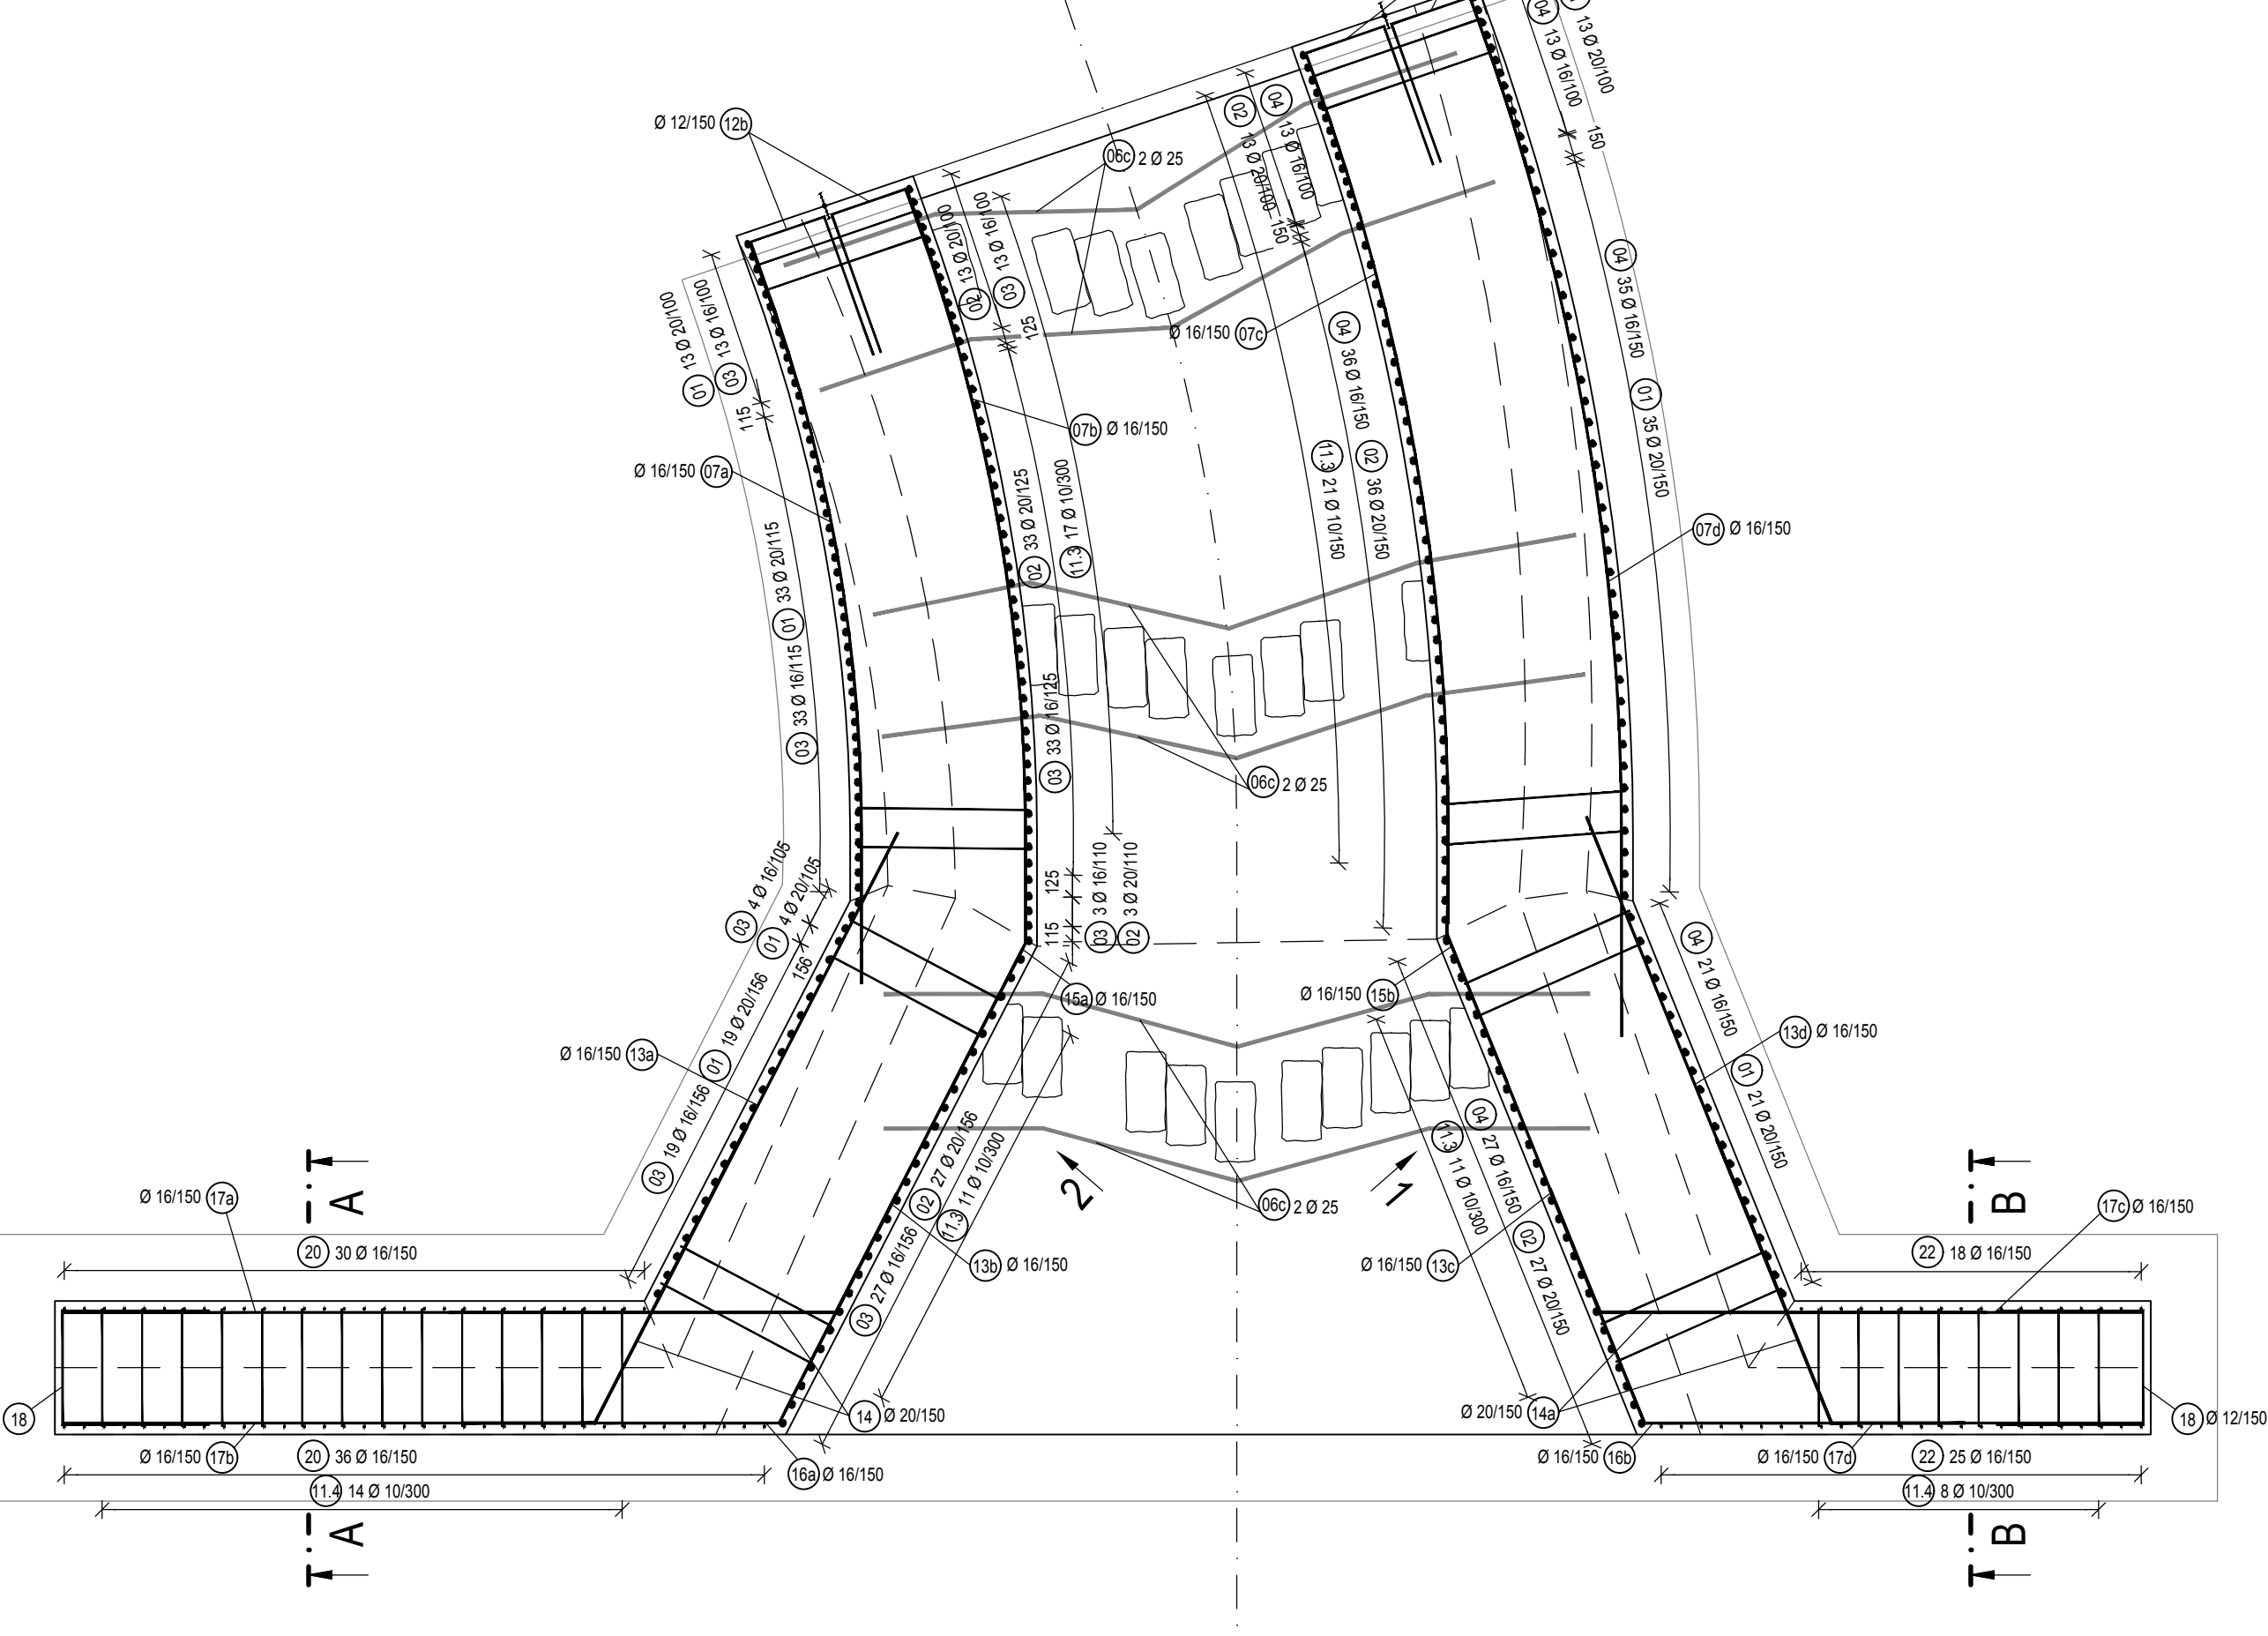 04 13 Ø 16/100
13 Ø 20/100
150
Ø 12/150 12b
06c 2 Ø 25
02 13 Ø 20/100
04 13 Ø 16/100
150
01 13 Ø 20/100
03 13 Ø 16/100
115
02 13 Ø 20/100
03 13 Ø 16/100
125
Ø 16/150 07c
04 35 Ø 16/150
01 35 Ø 20/150
04 36 Ø 16/150
02 36 Ø 20/150
11.3 21 Ø 10/150
07b Ø 16/150
Ø 16/150 07a
07d Ø 16/150
03 33 Ø 16/115
01 33 Ø 20/115
02 33 Ø 20/125
11.3 17 Ø 10/300
03 33 Ø 16/125
06c 2 Ø 25
03 4 Ø 16/105
01 4 Ø 20/105
156
125
115
03 3 Ø 16/110
02 3 Ø 20/110
15a Ø 16/150
Ø 16/150 15b
04 21 Ø 16/150
01 21 Ø 20/150
13d Ø 16/150
Ø 16/150 13a
03 19 Ø 16/156
01 19 Ø 20/156
03 27 Ø 16/156
02 27 Ø 20/156
11.3 11 Ø 10/300
04 27 Ø 16/150
02 27 Ø 20/150
11.3 11 Ø 10/300
2
1
06c 2 Ø 25
13b Ø 16/150
Ø 16/150 13c
A
B
Ø 16/150 17a
17c Ø 16/150
20 30 Ø 16/150
22 18 Ø 16/150
18
14 Ø 20/150
Ø 20/150 14a
18 Ø 12/150
Ø 16/150 17b
20 36 Ø 16/150
16a Ø 16/150
Ø 16/150 16b
Ø 16/150 17d
22 25 Ø 16/150
11.4 14 Ø 10/300
11.4 8 Ø 10/300
A
B